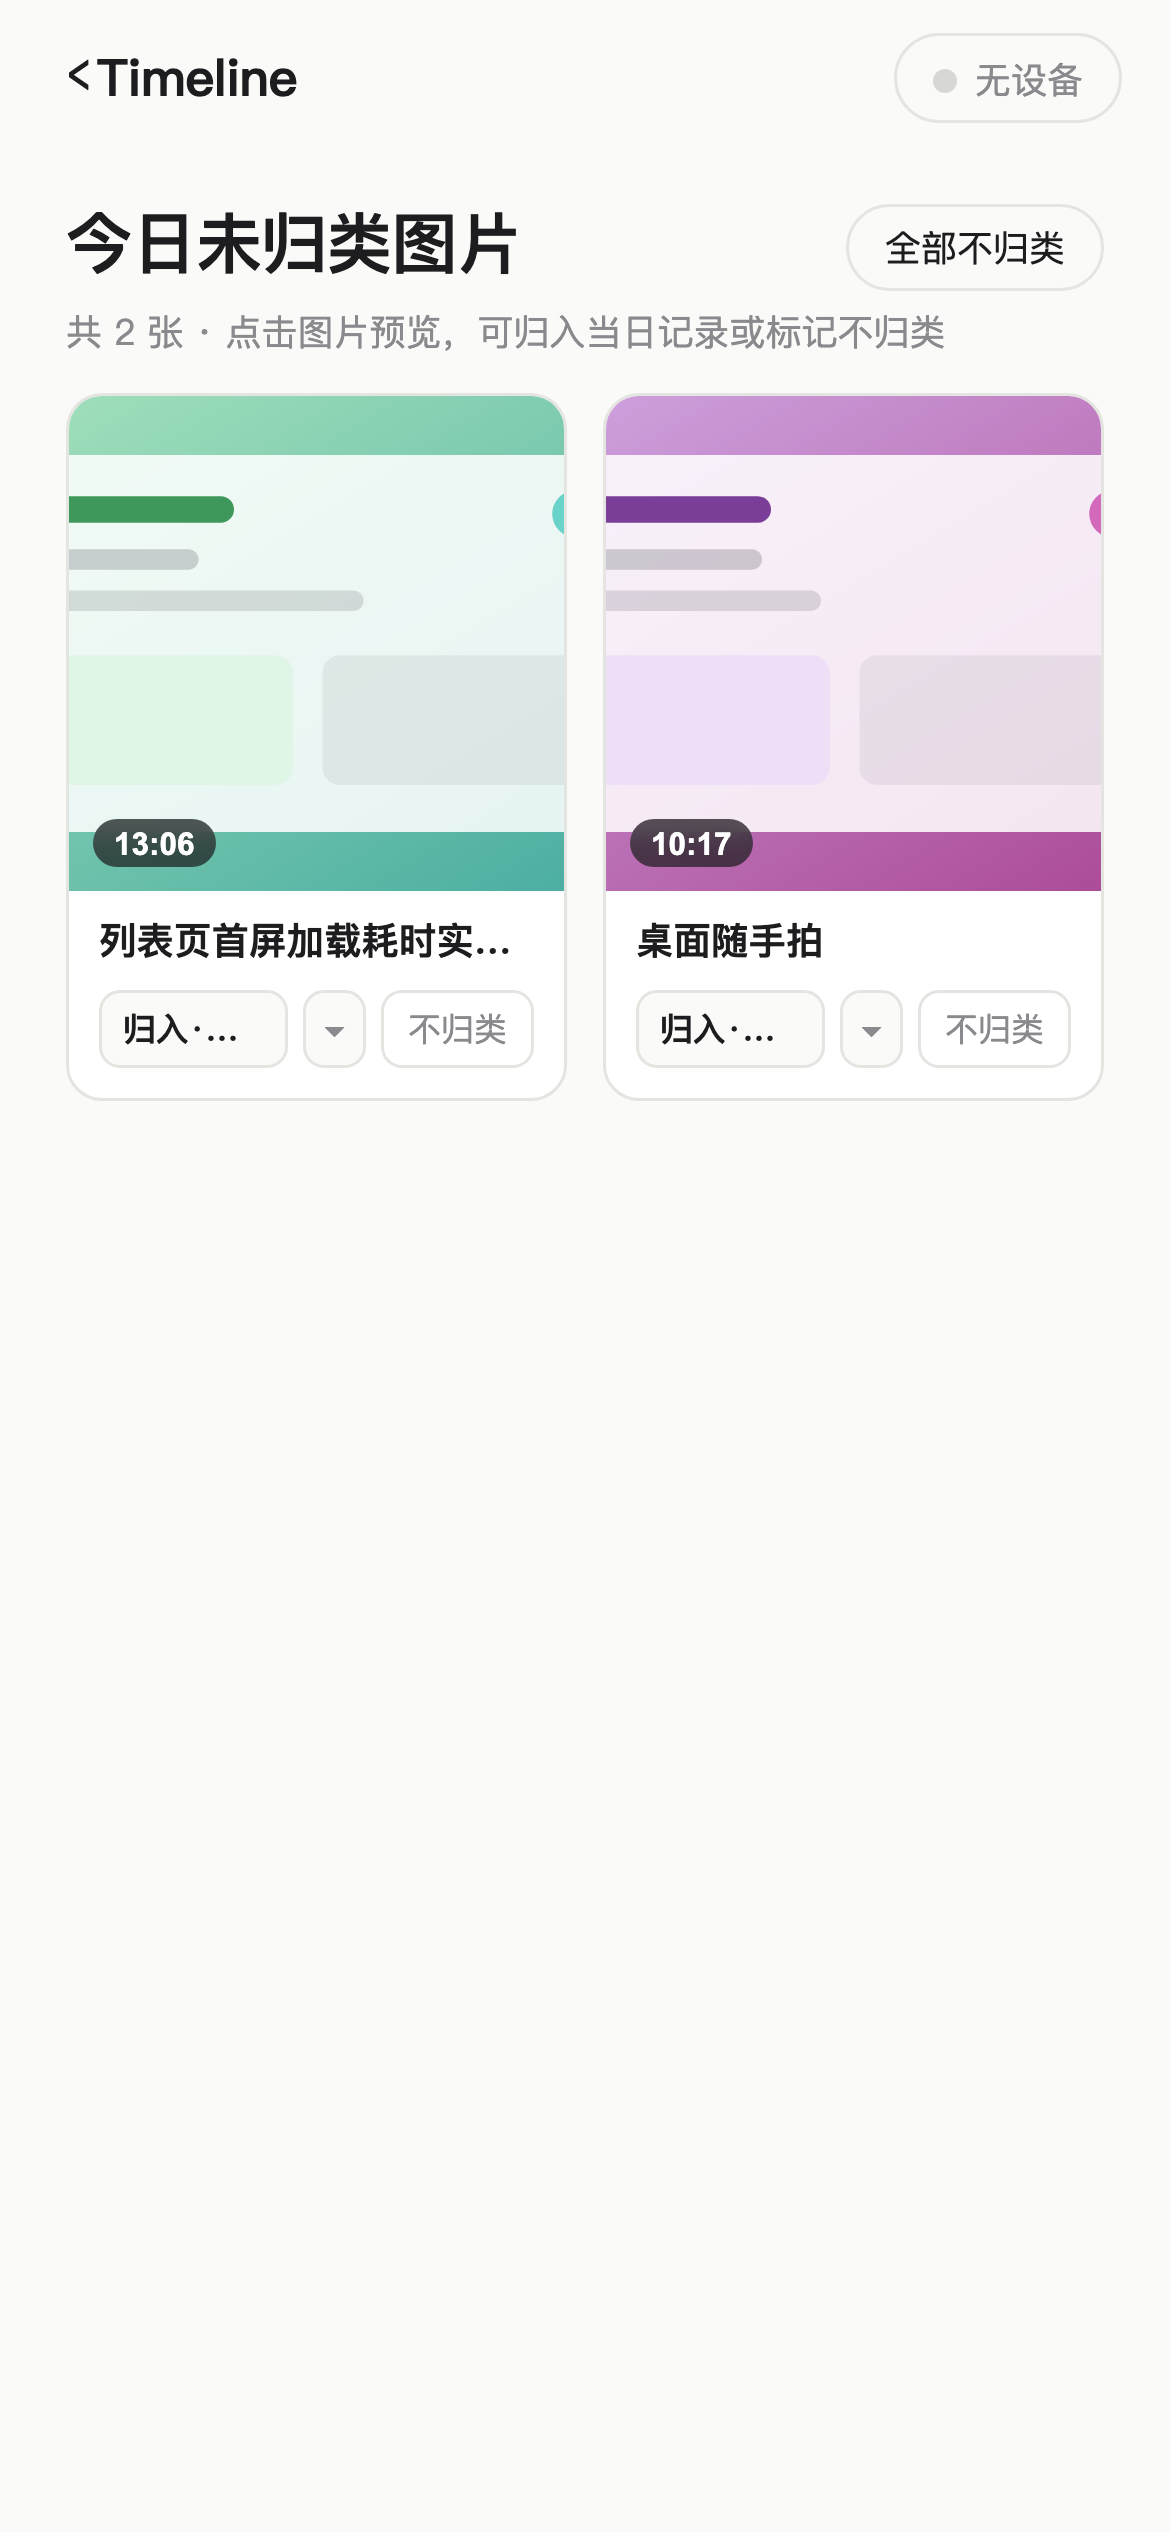 Timeline
无设备
今日未归类图片
全部不归类
共 2 张 · 点击图片预览，可归入当日记录或标记不归类
13:06
10:17
列表页首屏加载耗时实...
桌面随手拍
归入·...
不归类
归入·...
不归类